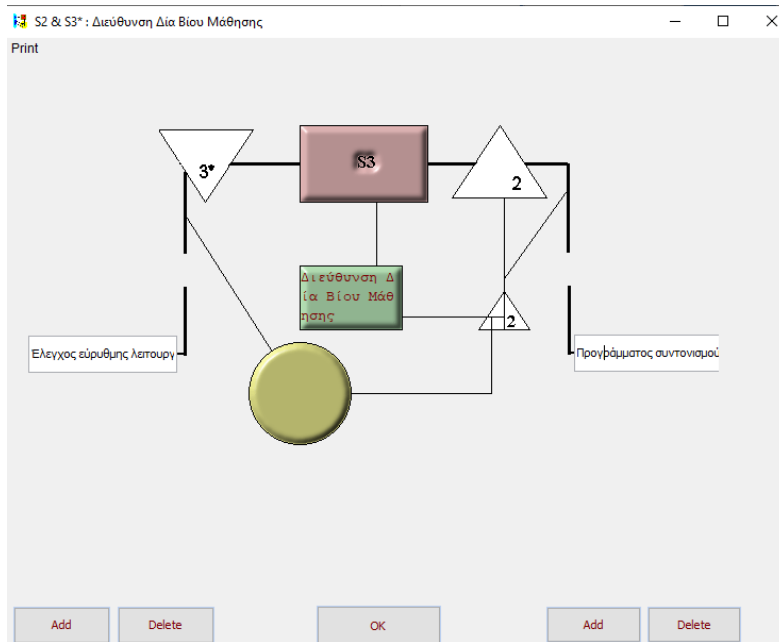 S2 & S3* : Διεύθυνση Δία Βίου Μάθησης
Print
3*
S3
2
Διεύθυνση Δ
ία Βίου Μάθ
ησης
2
Έλεγχος εύρυθμης λειτουργ
Προγράμματος συντονισμού
Add
Delete
OK
Add
Delete